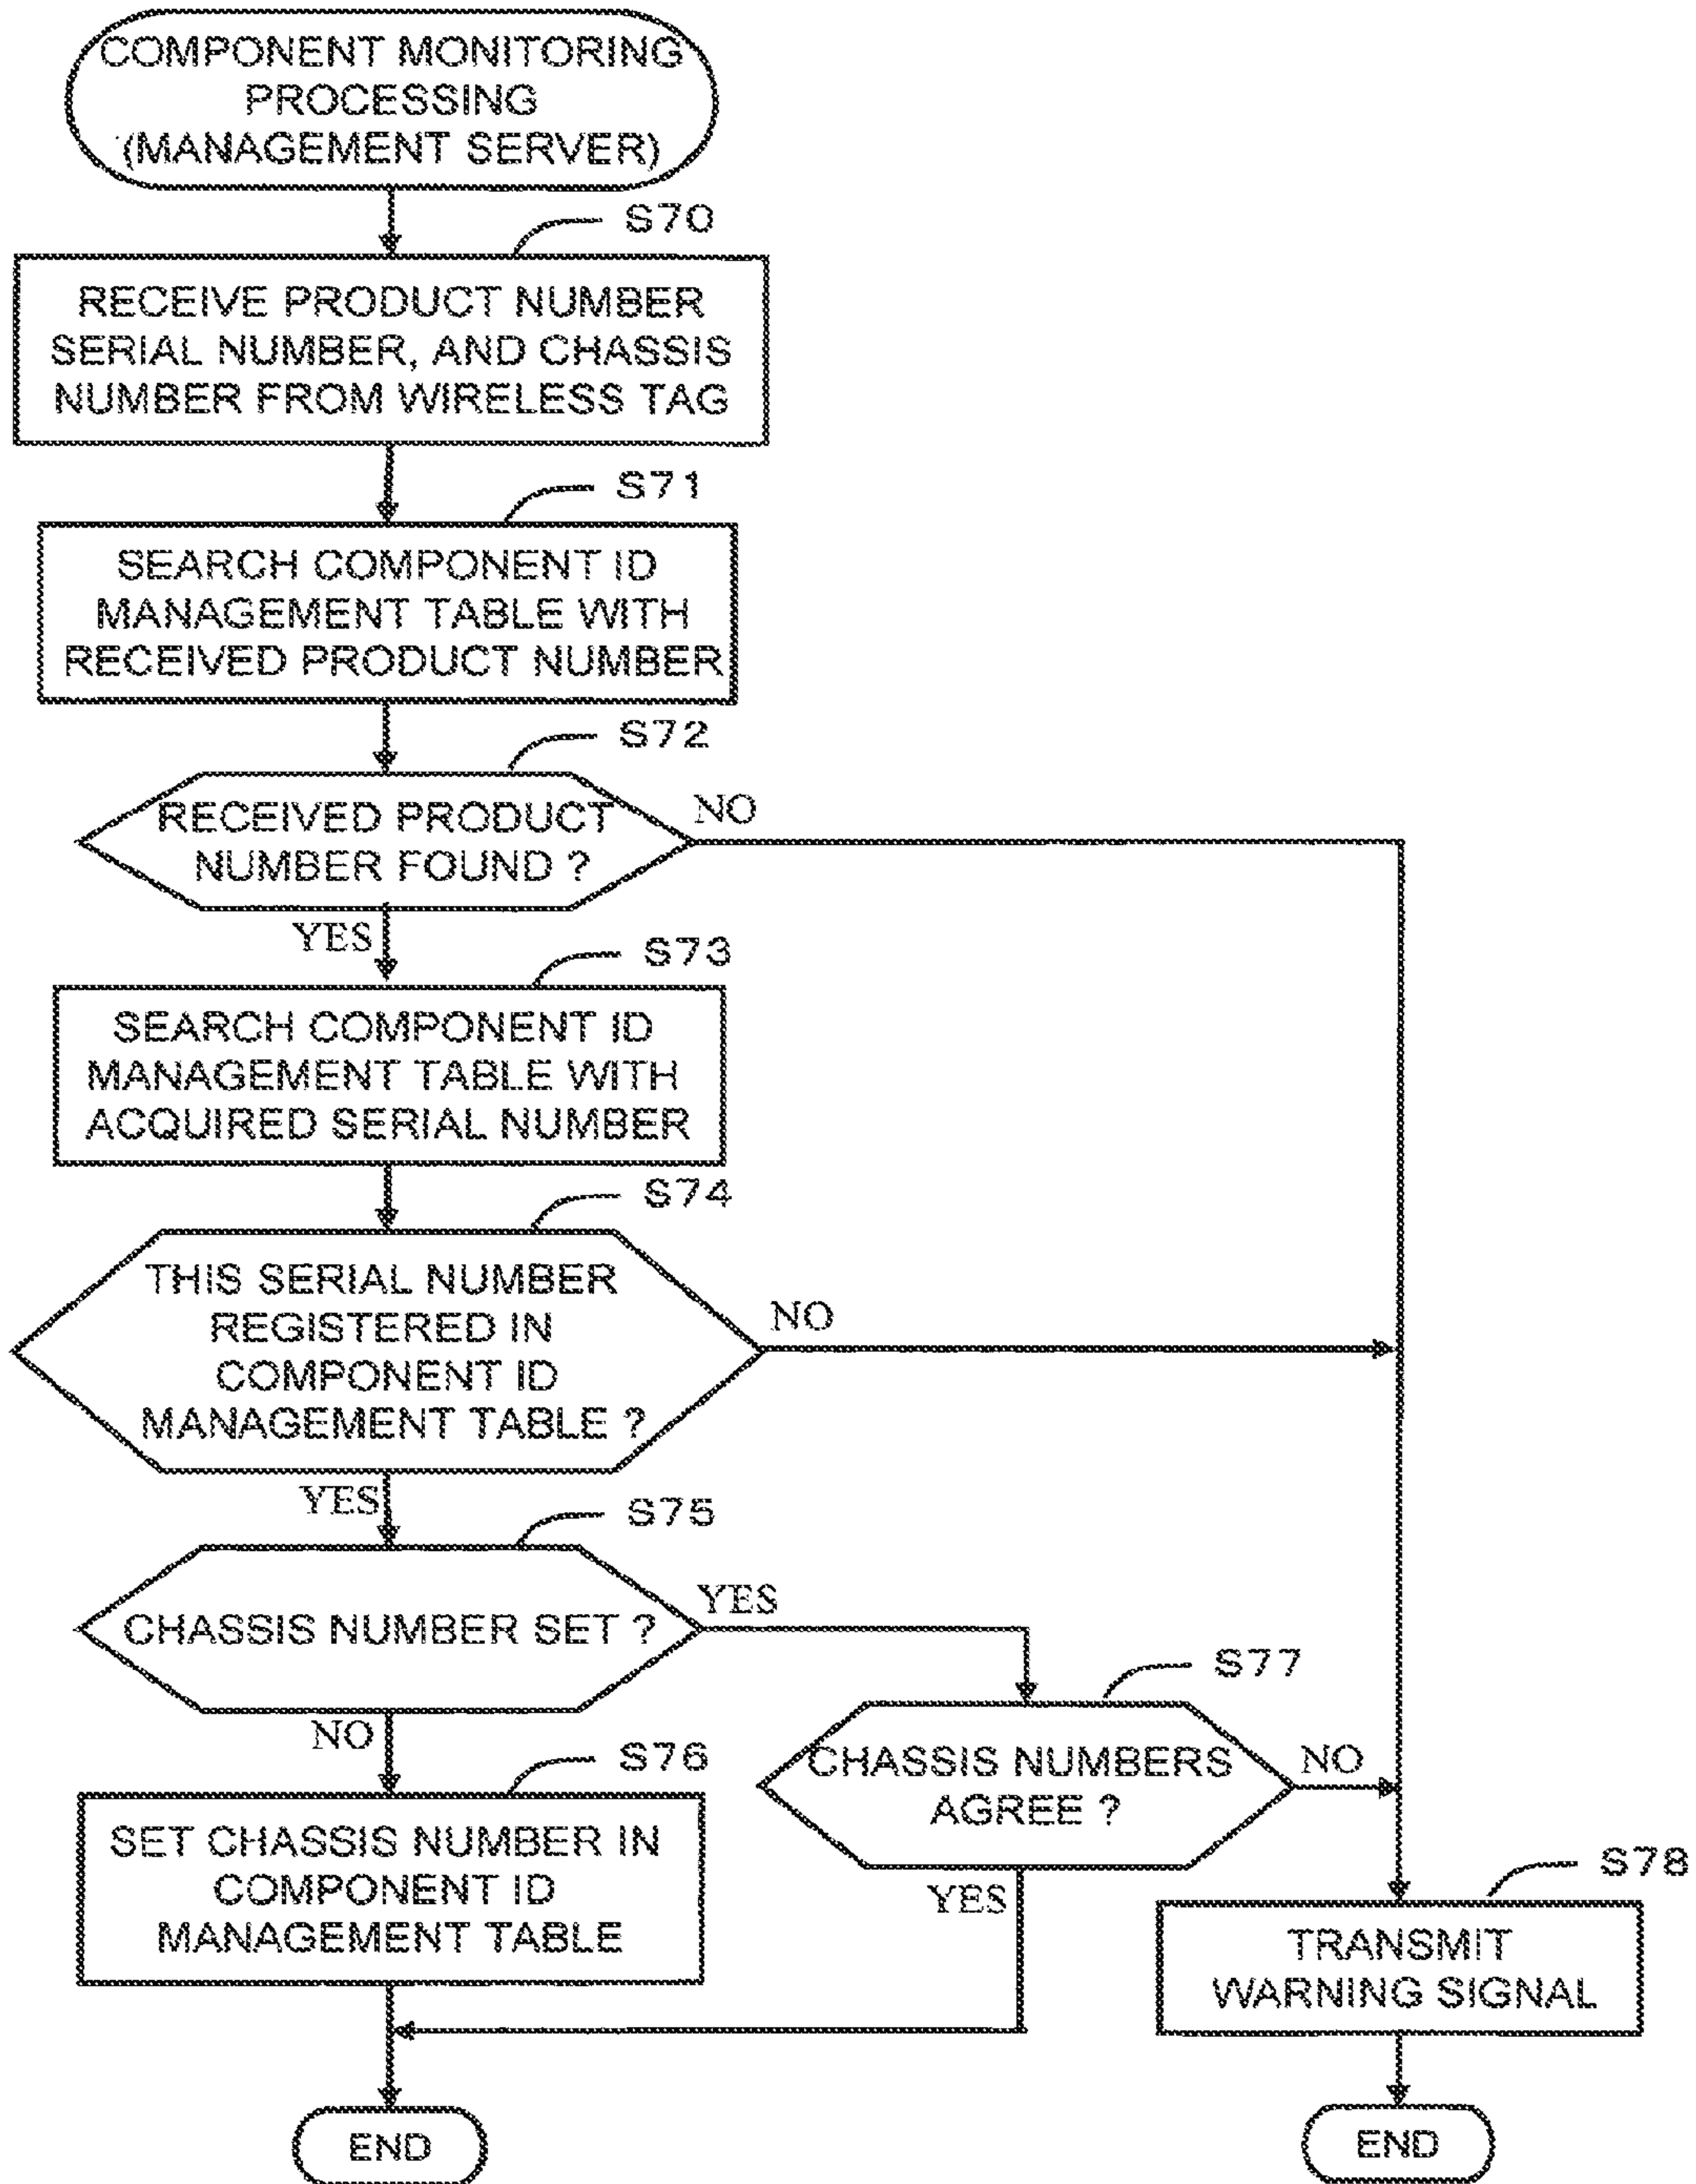 COMPONENT MONITORING
PROCESSING
(MANAGEMENT SERVER)
S70
RECEIVE PRODUCT NUMBER
SERIAL NUMBER, AND CHASSIS
NUMBER FROM WIRELESS TAG
S71
SEARCH COMPONENT ID
MANAGEMENT TABLE WITH
RECEIVED PRODUCT NUMBER
S72
RECEIVED PRODUCT
NUMBER FOUND ?
NO
YES
S73
SEARCH COMPONENT ID
MANAGEMENT TABLE WITH
ACQUIRED SERIAL NUMBER
S74
THIS SERIAL NUMBER
REGISTERED IN
COMPONENT ID
MANAGEMENT TABLE ?
NO
YES
S75
CHASSIS NUMBER SET ?
YES
NO
S77
CHASSIS NUMBERS
AGREE ?
NO
YES
S76
SET CHASSIS NUMBER IN
COMPONENT ID
MANAGEMENT TABLE
S78
TRANSMIT
WARNING SIGNAL
END
END